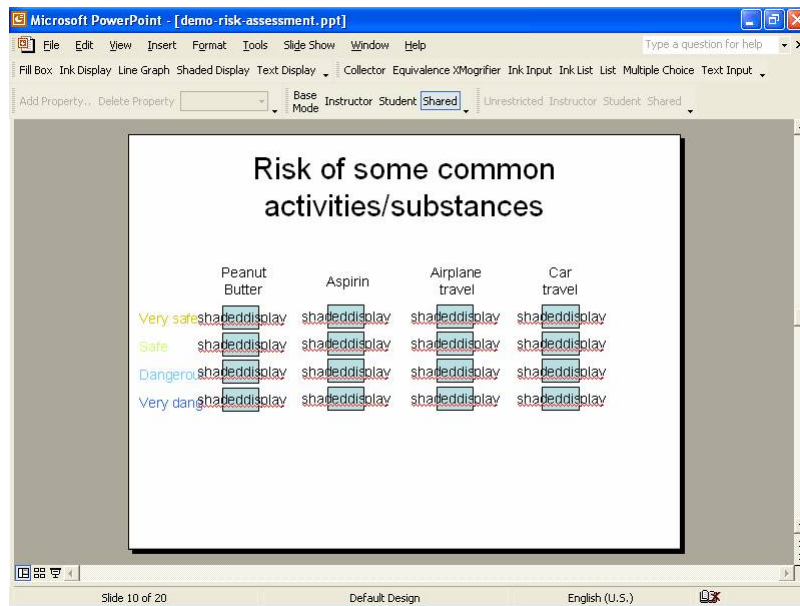 Microsoft PowerPoint - [demo-risk-assessment.ppt]
File Edit View Insert Format Tools Slide Show Window Help Type a question for help
Fill Box Ink Display Line Graph Shaded Display Text Display Collector Equivalence XMogrifier Ink Input Ink List List Multiple Choice Text Input
Add Property.. Delete Property Base Mode Instructor Student Shared Unrestricted Instructor Student Shared
Risk of some common
activities/substances
Peanut Butter Aspirin Airplane travel Car travel
Very safe shadeddisplay shadeddisplay shadeddisplay shadeddisplay
Safe shadeddisplay shadeddisplay shadeddisplay shadeddisplay
Dangerou shadeddisplay shadeddisplay shadeddisplay shadeddisplay
Very dang shadeddisplay shadeddisplay shadeddisplay shadeddisplay
Slide 10 of 20 Default Design English (U.S.)